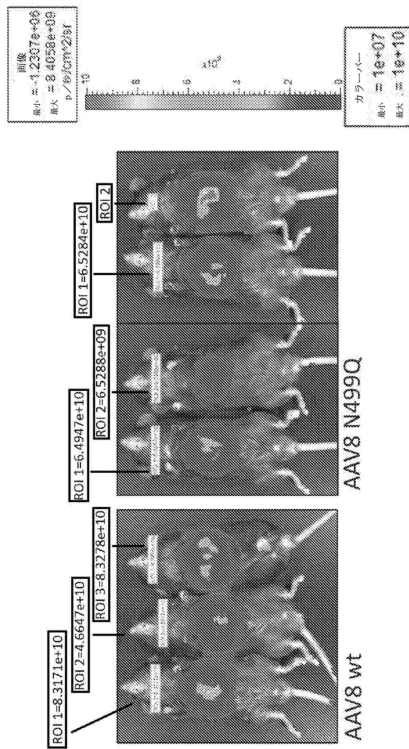 画像
最小 = -1.2307e+06
最大 = 8.4058e+09
p/秒/cm^2/sr
10
8
6
4
2
0
カラーバー
最小 = 1e+07
最大 = 1e+10
ROI 1=8.3171e+10
ROI 2=4.6647e+10
ROI 3=8.3278e+10
AAV8 wt
ROI 1=6.4947e+10
ROI 2=6.5288e+09
ROI 1=6.5284e+10
ROI 2
AAV8 N499Q